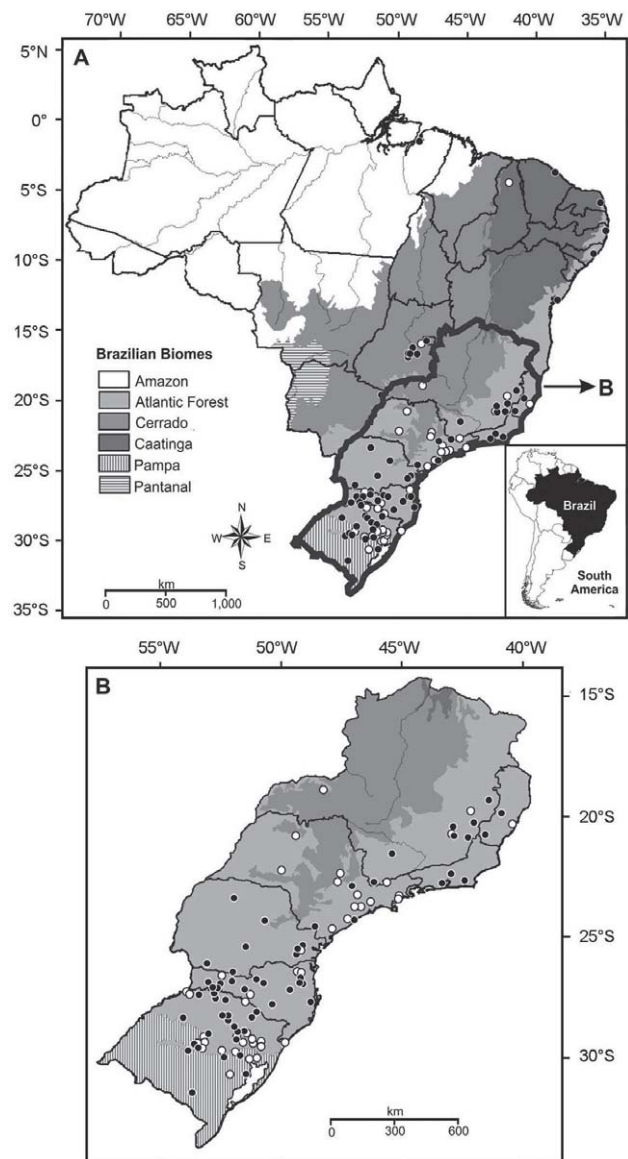 70°W 65°W 60°W 55°W 50°W 45°W 40°W 35°W
A
5°N
0°
5°S
10°S
15°S
20°S
25°S
30°S
35°S
Brazilian Biomes
Amazon
Atlantic Forest
Cerrado
Caatinga
Pampa
Pantanal
B
N
W E
S
km
0 500 1,000
Brazil
South
America
55°W 50°W 45°W 40°W
B
15°S
20°S
25°S
30°S
km
0 300 600